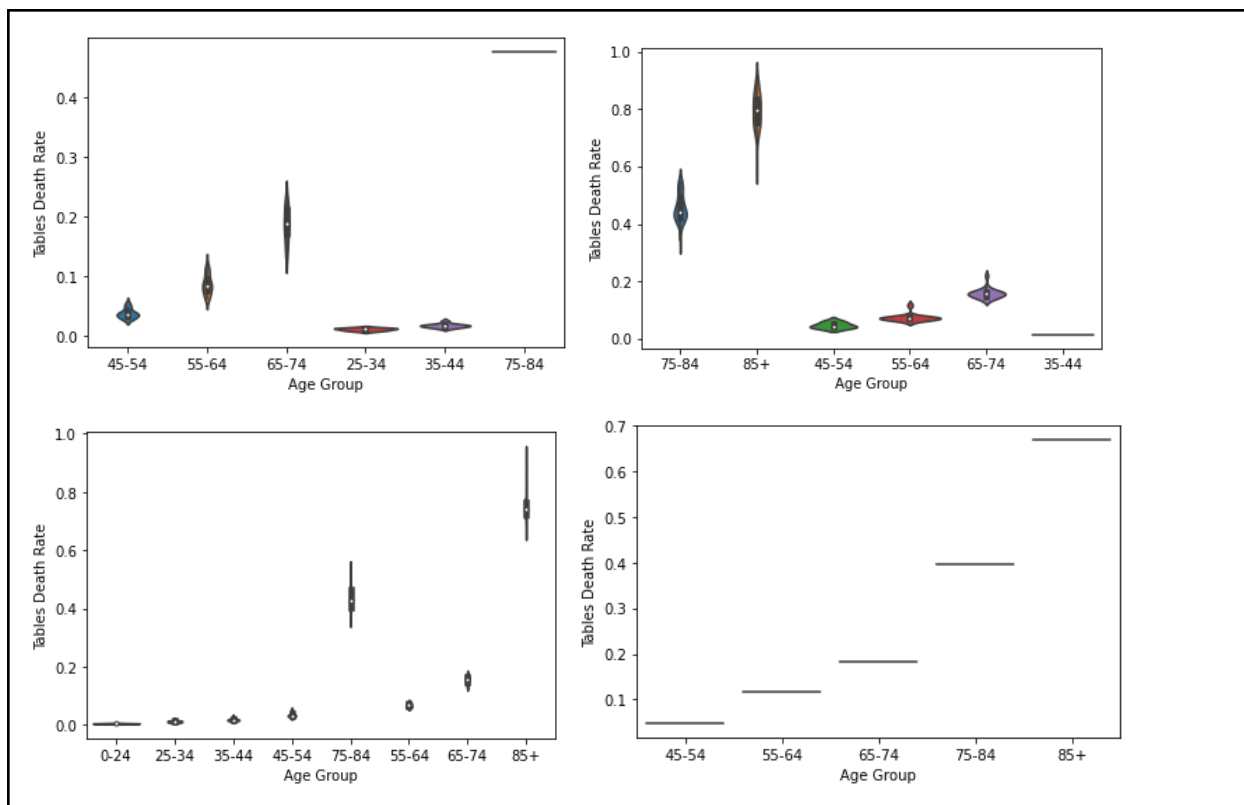 Tables Death Rate
0.4
0.3
0.2
0.1
0.0
45-54 55-64 65-74 25-34 35-44 75-84
Age Group
Tables Death Rate
1.0
0.8
0.6
0.4
0.2
0.0
75-84 85+ 45-54 55-64 65-74 35-44
Age Group
Tables Death Rate
1.0
0.8
0.6
0.4
0.2
0.0
0-24 25-34 35-44 45-54 75-84 55-64 65-74 85+
Age Group
Tables Death Rate
0.7
0.6
0.5
0.4
0.3
0.2
0.1
45-54 55-64 65-74 75-84 85+
Age Group